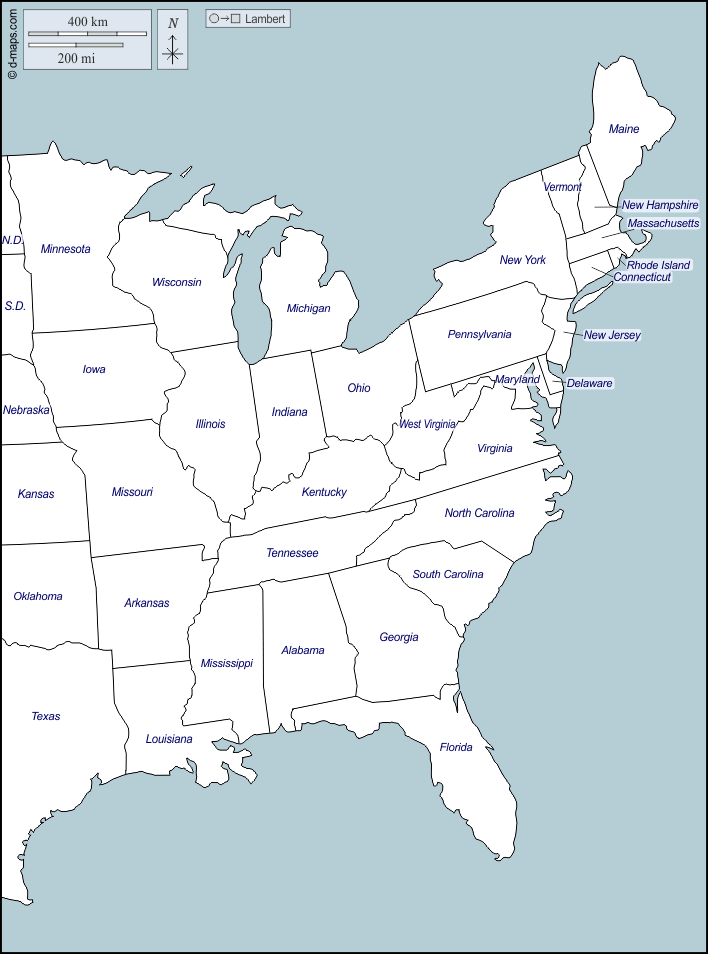 © d-maps.com
400 km
200 mi
N
Lambert
Maine
Vermont
New Hampshire
Massachusetts
N.D.
Minnesota
New York
Rhode Island
Connecticut
Wisconsin
S.D.
Michigan
Pennsylvania
New Jersey
Iowa
Maryland
Delaware
Ohio
Nebraska
Indiana
Illinois
West Virginia
Virginia
Kansas
Missouri
Kentucky
North Carolina
Tennessee
South Carolina
Oklahoma
Arkansas
Georgia
Alabama
Mississippi
Texas
Louisiana
Florida